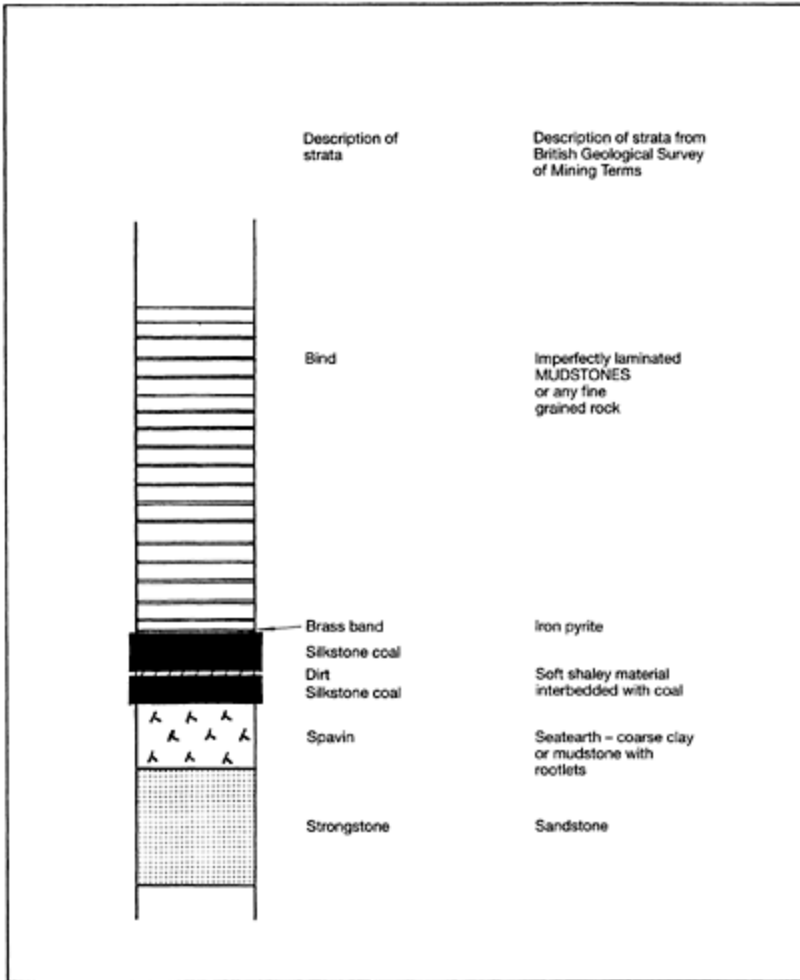 Description of
strata
Description of strata from
British Geological Survey
of Mining Terms
Bind
Imperfectly laminated
MUDSTONES
or any fine
grained rock
Brass band
Iron pyrite
Silkstone coal
Dirt
Soft shaley material
interbedded with coal
Silkstone coal
Spavin
Seatearth – coarse clay
or mudstone with
rootlets
Strongstone
Sandstone